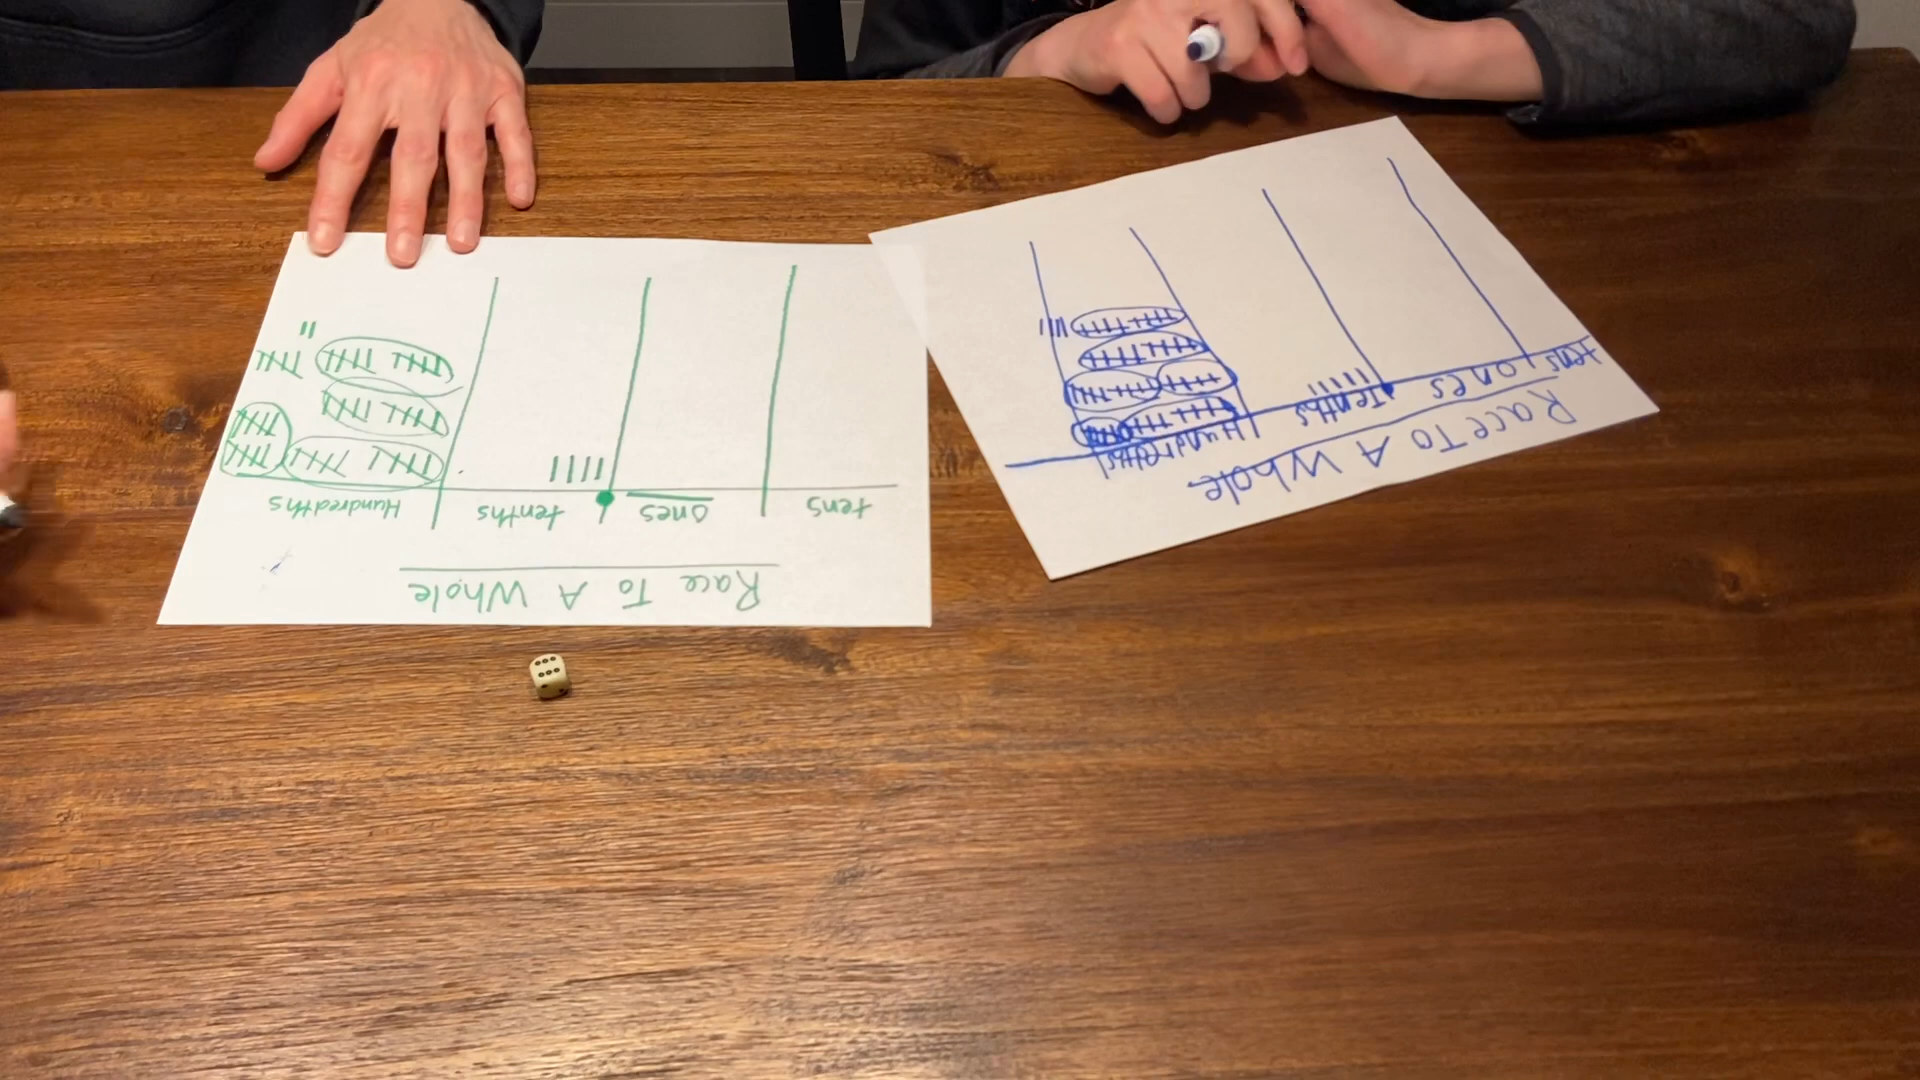 Race To A Whole
tens ones tenths Hundredths
Race To A Whole
tens ones Tenths Hundredths